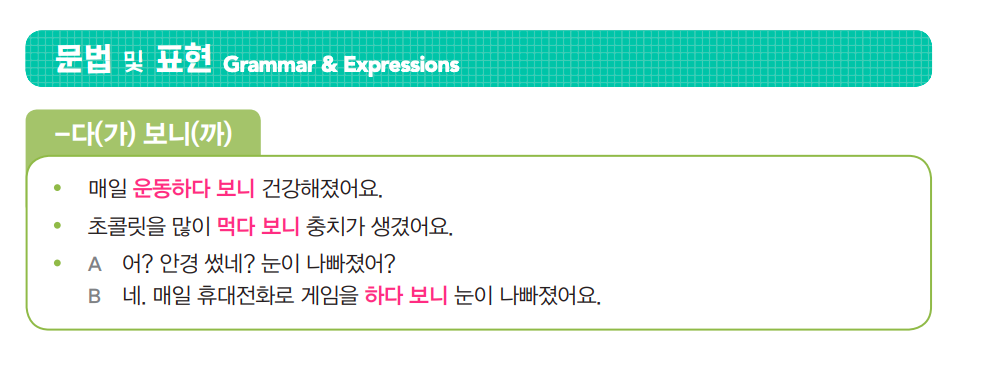 문법 및 표현 Grammar & Expressions
-다(가) 보니(까)
• 매일 운동하다 보니 건강해졌어요.
• 초콜릿을 많이 먹다 보니 충치가 생겼어요.
• A 어? 안경 썼네? 눈이 나빠졌어?
B 네. 매일 휴대전화로 게임을 하다 보니 눈이 나빠졌어요.